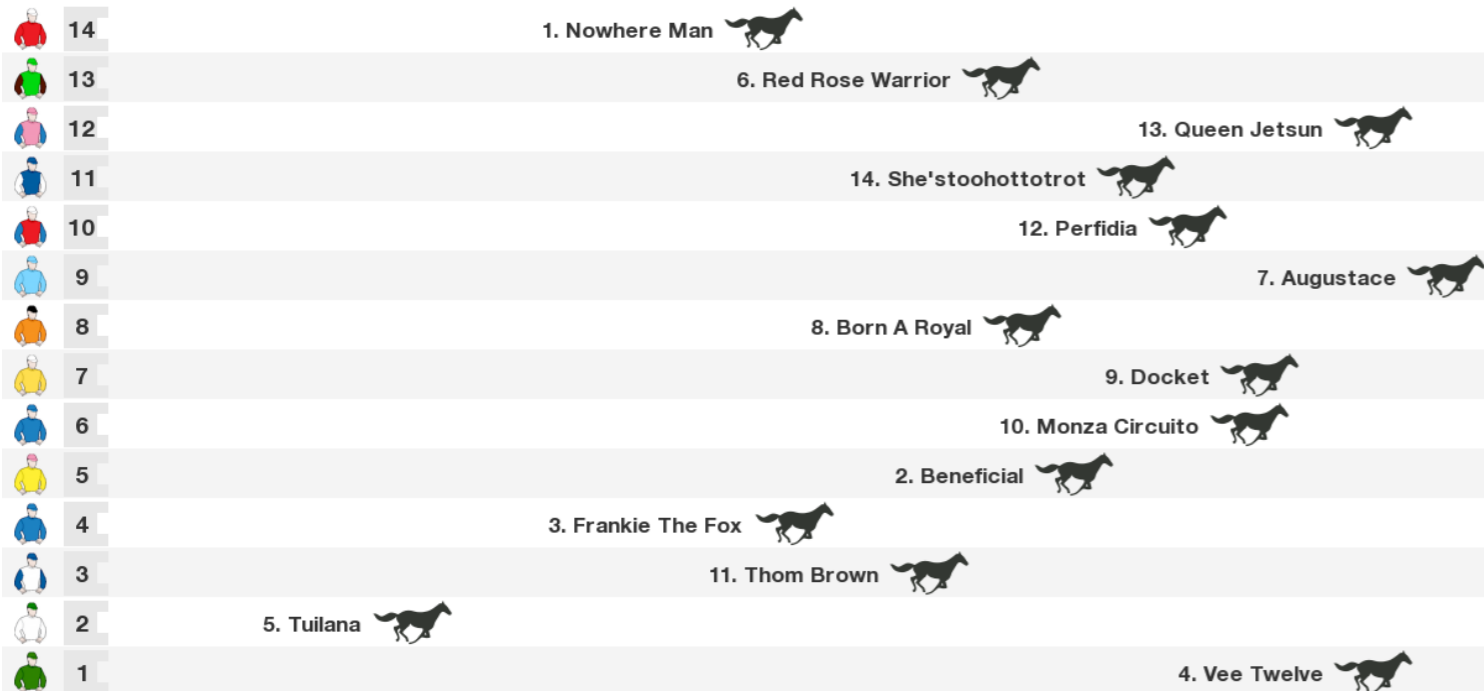 14 1. Nowhere Man
13 6. Red Rose Warrior
12 13. Queen Jetsun
11 14. She'stoohottotrot
10 12. Perfidia
9 7. Augustace
8 8. Born A Royal
7 9. Docket
6 10. Monza Circuito
5 2. Beneficial
4 3. Frankie The Fox
3 11. Thom Brown
2 5. Tuilana
1 4. Vee Twelve